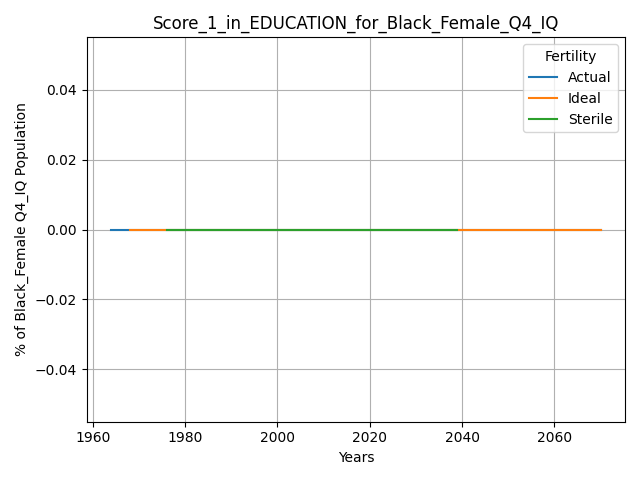 Score_1_in_EDUCATION_for_Black_Female_Q4_IQ
Fertility
Actual
Ideal
Sterile
% of Black_Female Q4_IQ Population
0.04
0.02
0.00
−0.02
−0.04
1960 1980 2000 2020 2040 2060
Years